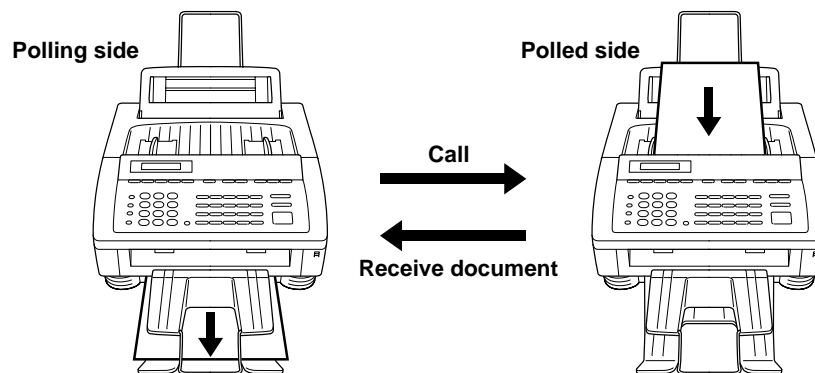 Polling side
Polled side
Call
Receive document